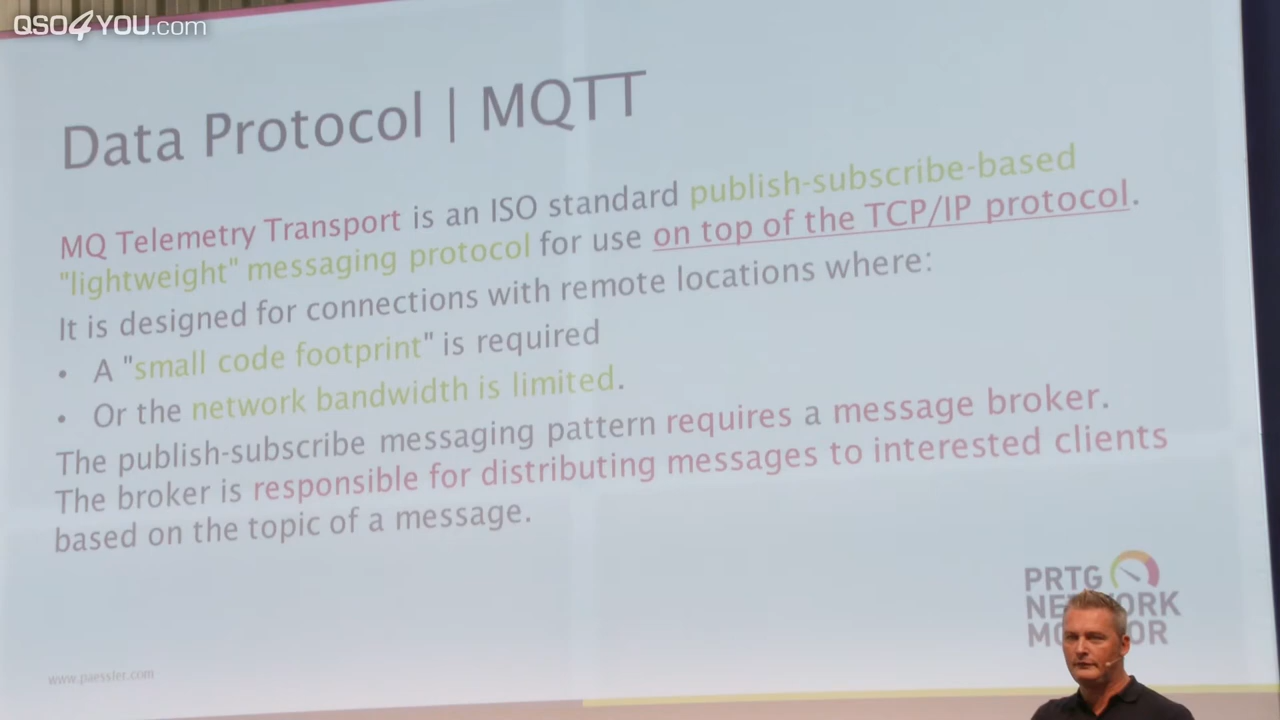 QSO4YOU.com
Data Protocol | MQTT
MQ Telemetry Transport is an ISO standard publish-subscribe-based
"lightweight" messaging protocol for use on top of the TCP/IP protocol.
It is designed for connections with remote locations where:
• A "small code footprint" is required
• Or the network bandwidth is limited.
The publish-subscribe messaging pattern requires a message broker.
The broker is responsible for distributing messages to interested clients
based on the topic of a message.
PRTG
NETWORK
MONITOR
www.paessler.com